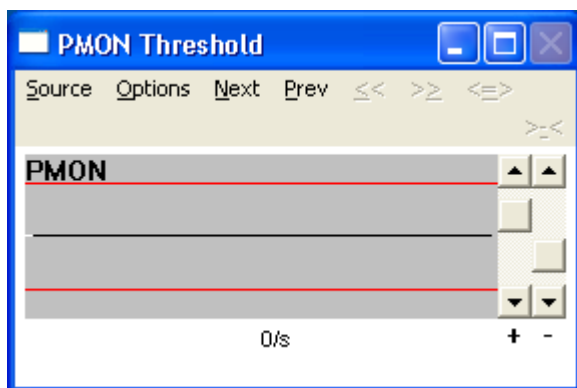 PMON Threshold
Source Options Next Prev << >> <=>
>-<
PMON
0/s + -